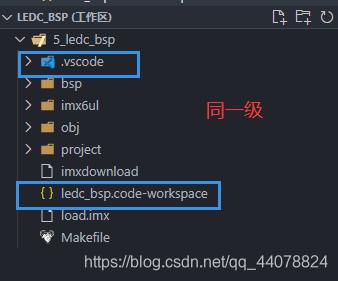 LEDC_BSP (工作区)
5_ledc_bsp
.vscode
bsp
imx6ul
同一级
obj
project
imxdownload
ledc_bsp.code-workspace
load.imx
Makefile
https://blog.csdn.net/qq_44078824